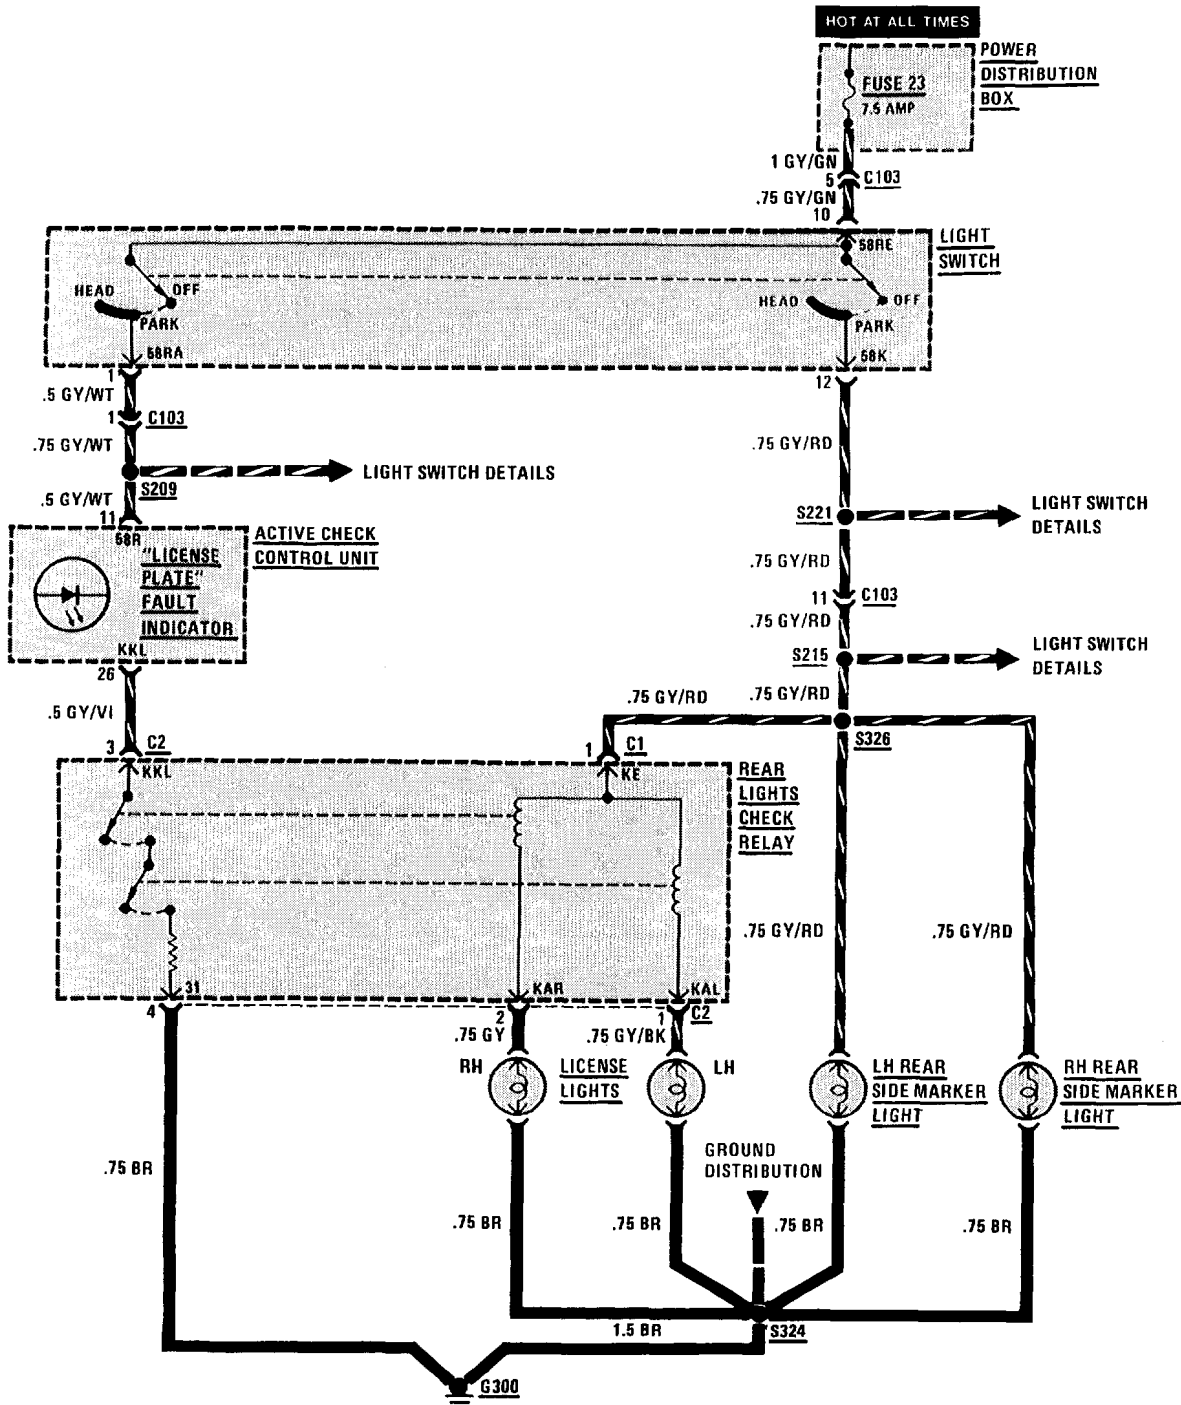 HOT AT ALL TIMES
POWER
DISTRIBUTION
BOX
FUSE 23
7.5 AMP
1 GY/GN
5
C103
.75 GY/GN
10
58RE
LIGHT
SWITCH
HEAD
OFF
PARK
58RA
HEAD
OFF
PARK
58K
1
12
.5 GY/WT
1
C103
.75 GY/WT
.75 GY/RD
LIGHT SWITCH DETAILS
S209
.5 GY/WT
11
S221
LIGHT SWITCH
DETAILS
58R
ACTIVE CHECK
CONTROL UNIT
"LICENSE
PLATE"
FAULT
INDICATOR
.75 GY/RD
11
C103
.75 GY/RD
KKL
26
S215
LIGHT SWITCH
DETAILS
.75 GY/RD
.75 GY/RD
.5 GY/VI
S326
3
C2
1
C1
KKL
KE
REAR
LIGHTS
CHECK
RELAY
.75 GY/RD
.75 GY/RD
31
KAR
KAL
4
2
1
C2
.75 GY
.75 GY/BK
RH
LICENSE
LIGHTS
LH
LH REAR
SIDE MARKER
LIGHT
RH REAR
SIDE MARKER
LIGHT
GROUND
DISTRIBUTION
.75 BR
.75 BR
.75 BR
.75 BR
.75 BR
1.5 BR
S324
G300